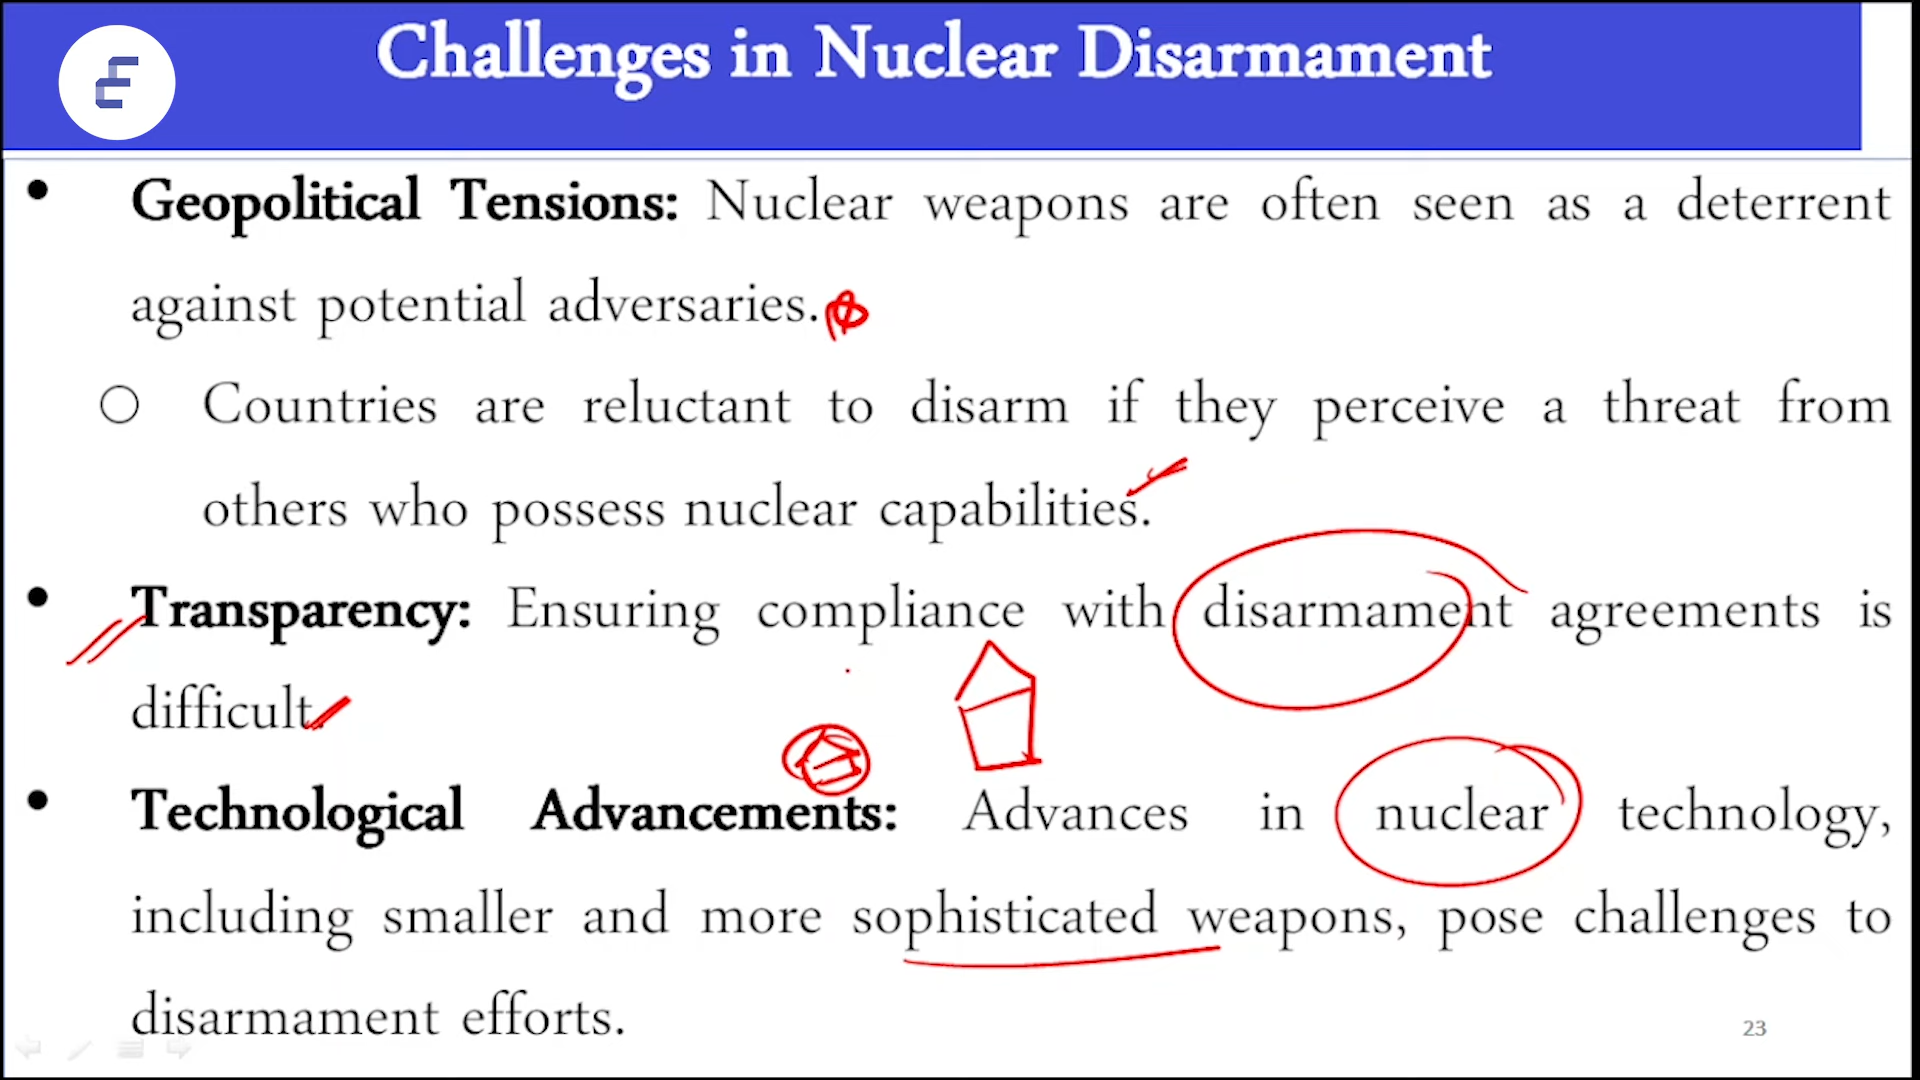 Challenges in Nuclear Disarmament
• Geopolitical Tensions: Nuclear weapons are often seen as a deterrent
against potential adversaries.
○ Countries are reluctant to disarm if they perceive a threat from
others who possess nuclear capabilities.
• Transparency: Ensuring compliance with disarmament agreements is
difficult.
• Technological Advancements: Advances in nuclear technology,
including smaller and more sophisticated weapons, pose challenges to
disarmament efforts.
23